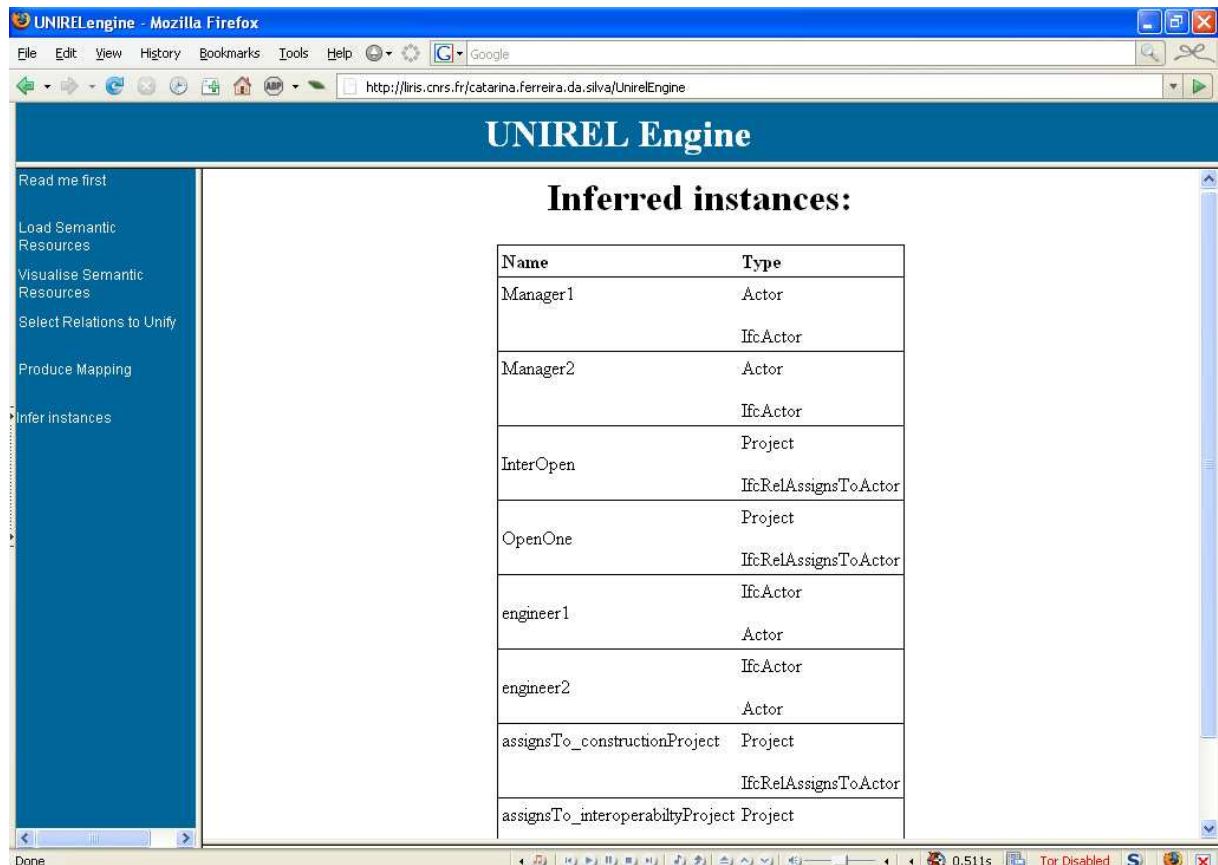 UNIRELengine - Mozilla Firefox
File Edit View History Bookmarks Tools Help G Google
ABP http://liris.cnrs.fr/catarina.ferreira.da.silva/UnirelEngine
UNIREL Engine
Read me first
Load Semantic
Resources
Visualise Semantic
Resources
Select Relations to Unify
Produce Mapping
Infer instances
Inferred instances:
Name Type
Manager1 Actor
IfcActor
Manager2 Actor
IfcActor
InterOpen Project
IfcRelAssignsToActor
OpenOne Project
IfcRelAssignsToActor
engineer1 IfcActor
Actor
engineer2 IfcActor
Actor
assignsTo_constructionProject Project
IfcRelAssignsToActor
assignsTo_interoperabiltyProject Project
Done 0.511s Tor Disabled S